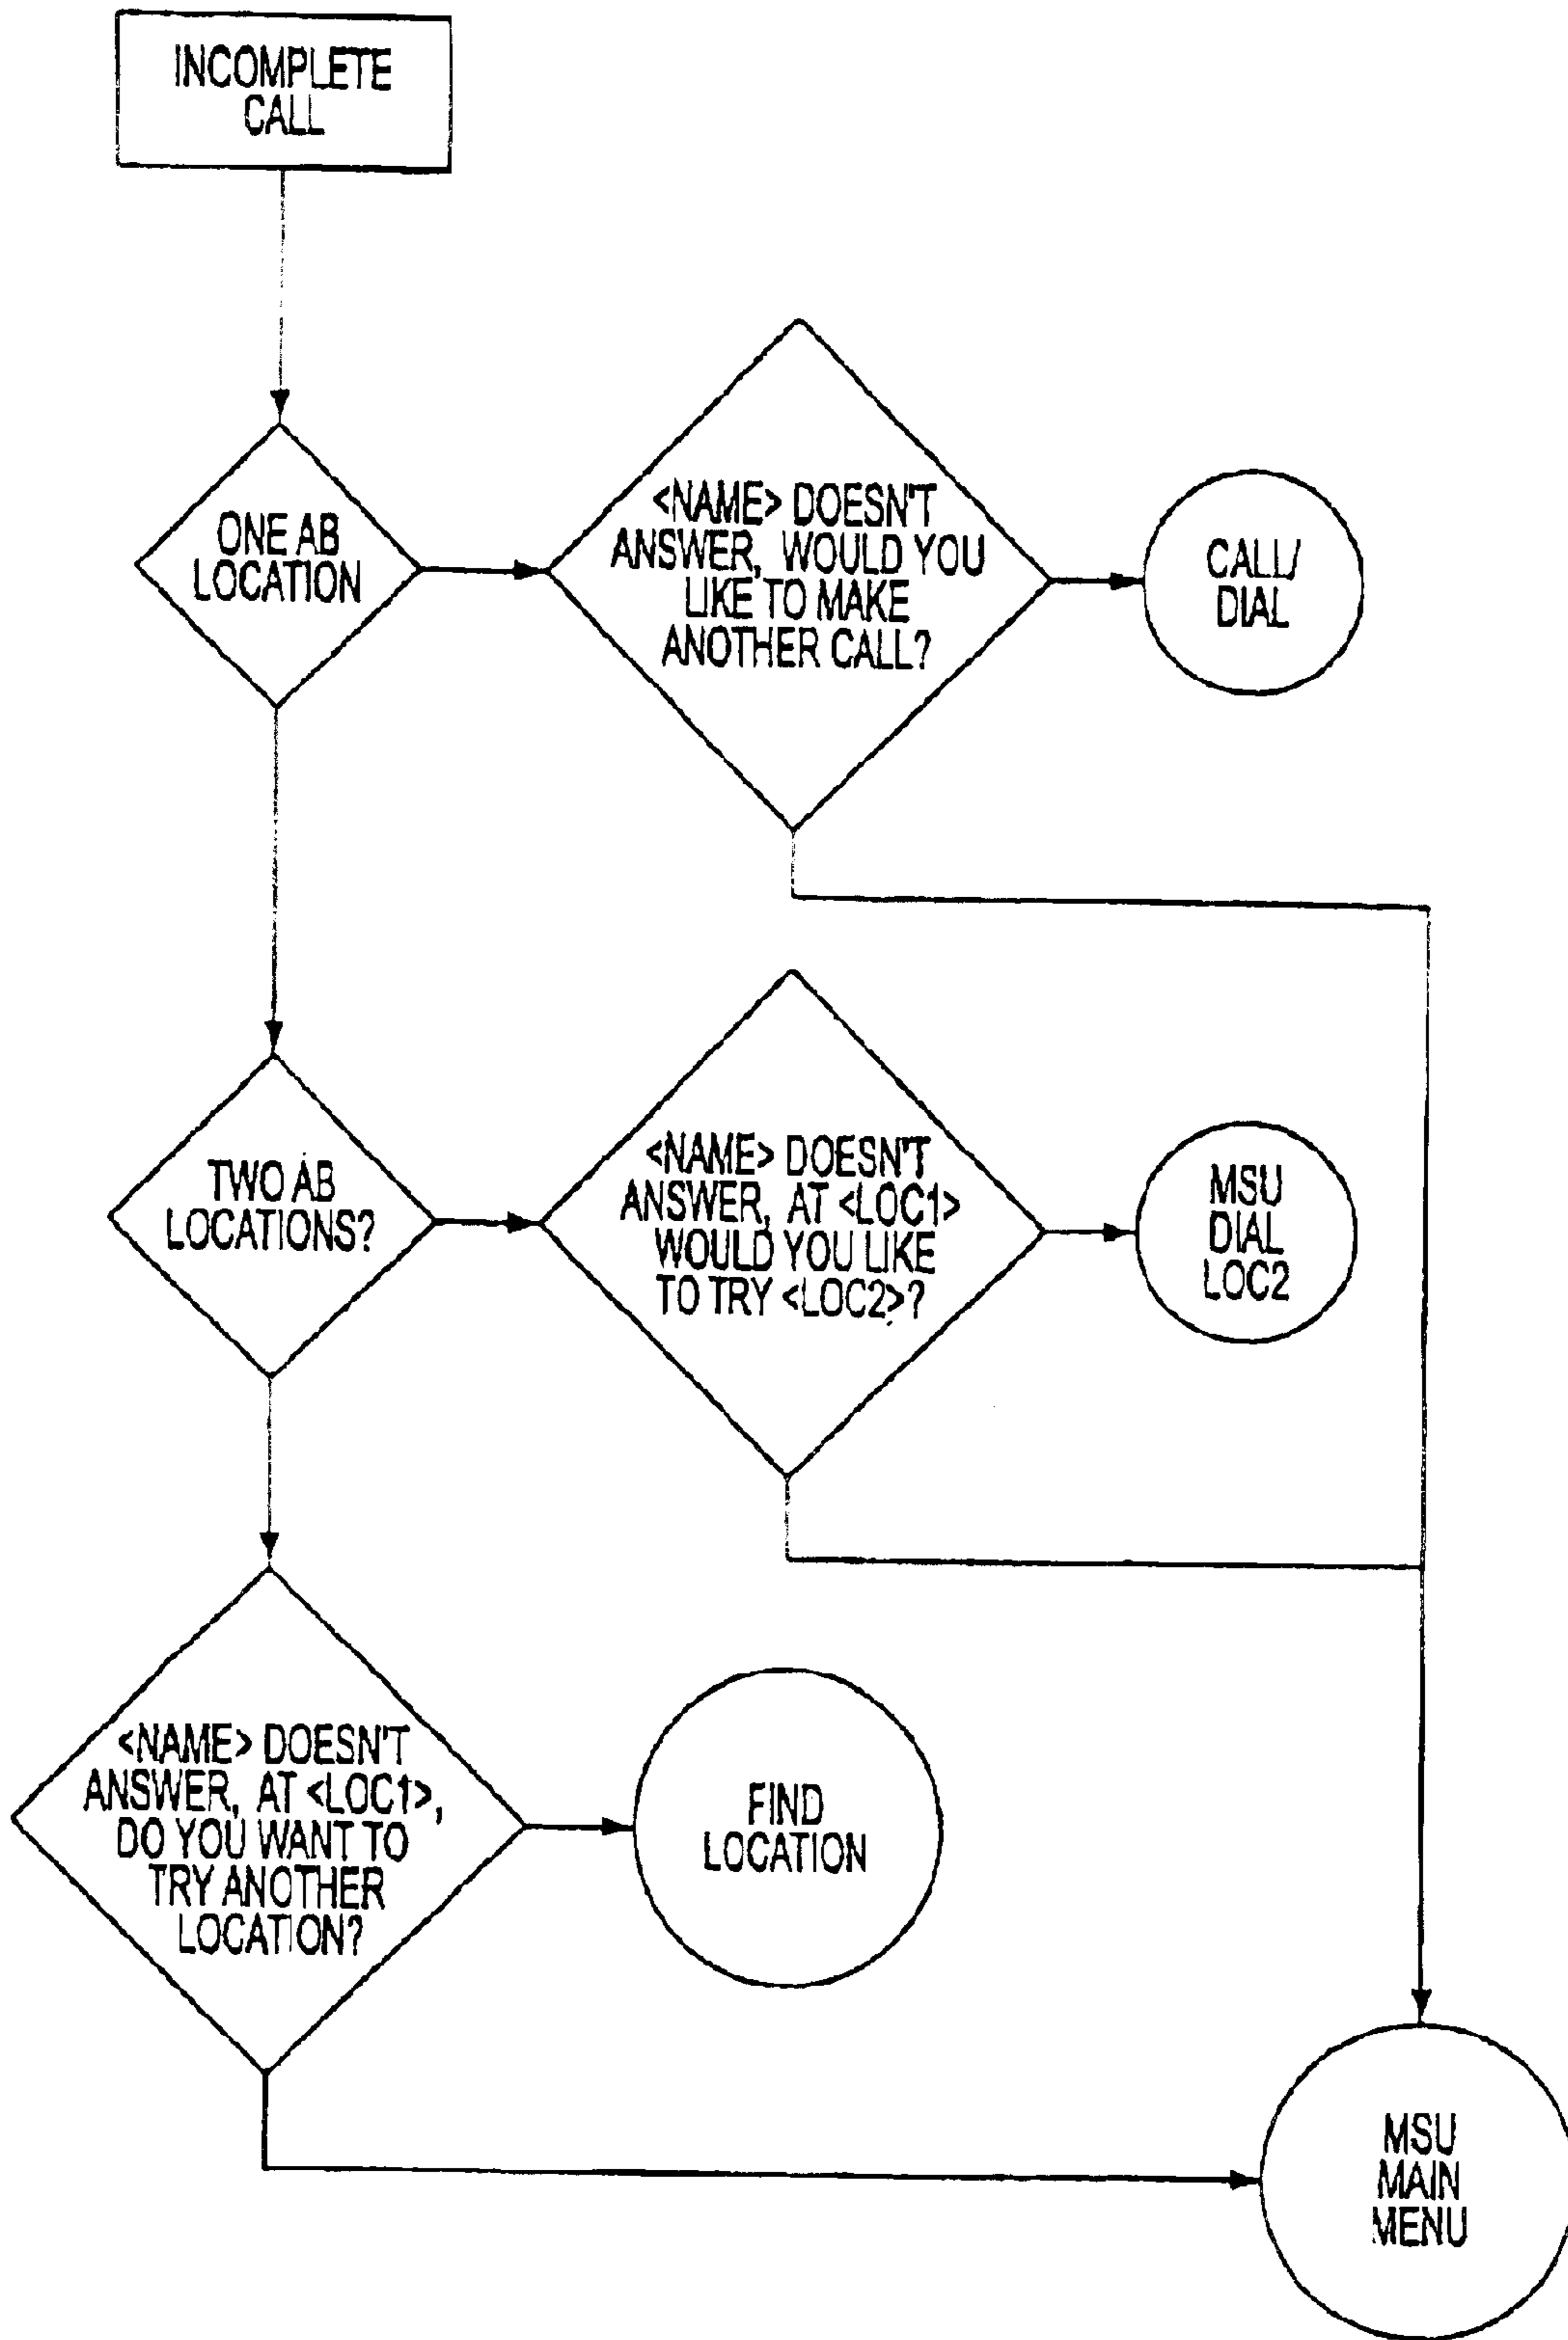 INCOMPLETE
CALL
ONE AB
LOCATION
<NAME> DOESN'T
ANSWER, WOULD YOU
LIKE TO MAKE
ANOTHER CALL?
CALL/
DIAL
TWO AB
LOCATIONS?
<NAME> DOESN'T
ANSWER, AT <LOC1>
WOULD YOU LIKE
TO TRY <LOC2>?
MSU
DIAL
LOC2
<NAME> DOESN'T
ANSWER, AT <LOC1>,
DO YOU WANT TO
TRY ANOTHER
LOCATION?
FIND
LOCATION
MSU
MAIN
MENU